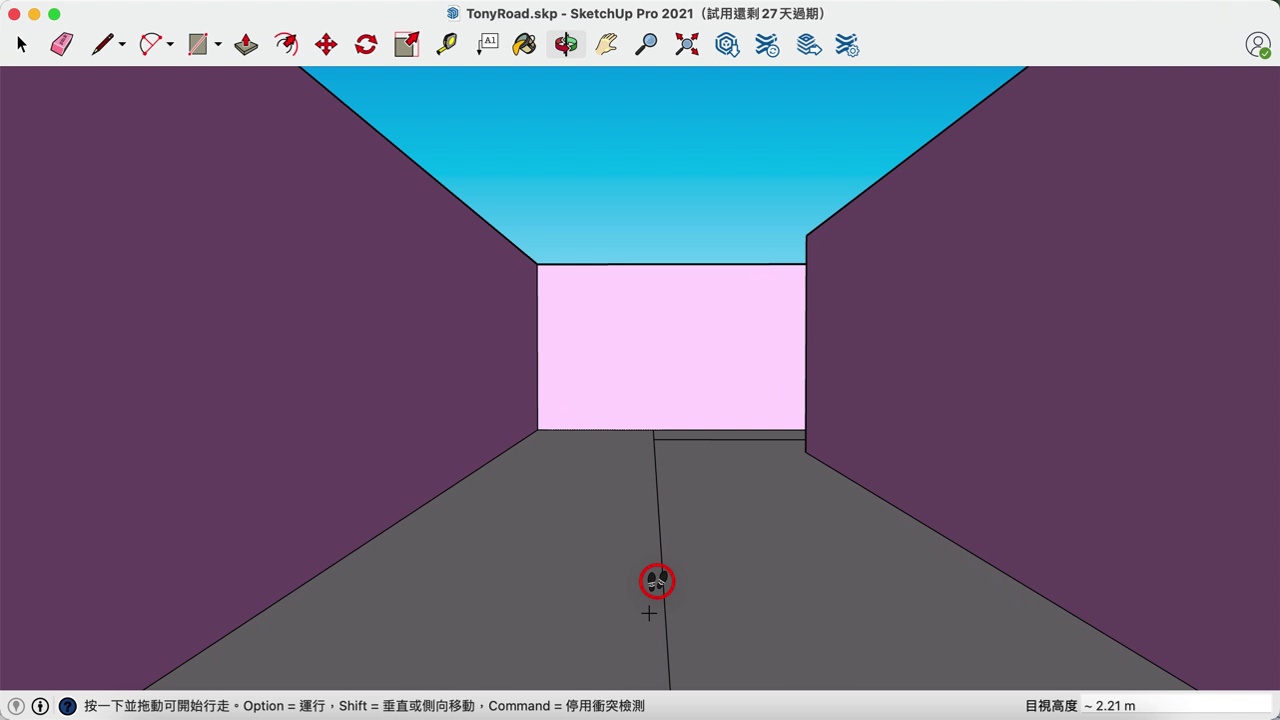 TonyRoad.skp - SketchUp Pro 2021（試用還剩 27 天過期）
A1
按一下並拖動可開始行走。Option = 運行，Shift = 垂直或側向移動，Command = 停用衝突檢測
目視高度 ~ 2.21 m